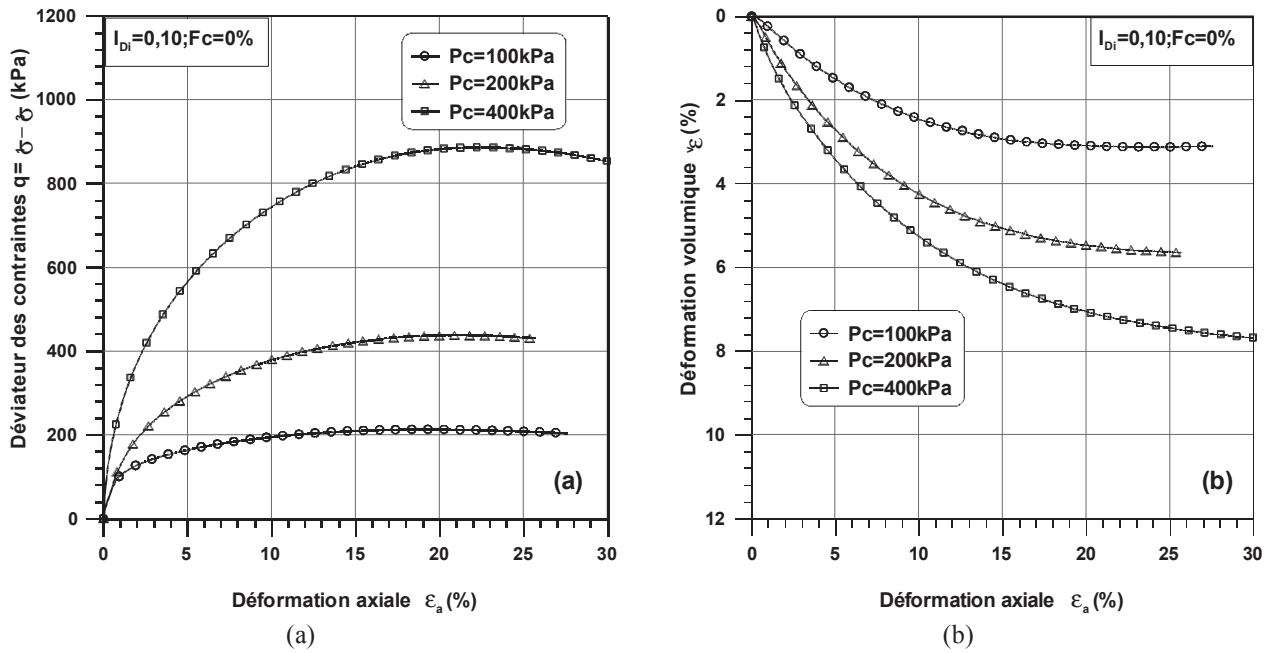 1200
1000
800
600
400
200
0
Déviateur des contraintes q= (kPa)
I_Di=0,10;Fc=0%
Pc=100kPa
Pc=200kPa
Pc=400kPa
(a)
0 5 10 15 20 25 30
Déformation axiale ε_a (%)
(a)
0
2
4
6
8
10
12
Déformation volumique (%)
I_Di=0,10;Fc=0%
Pc=100kPa
Pc=200kPa
Pc=400kPa
(b)
0 5 10 15 20 25 30
Déformation axiale ε_a (%)
(b)